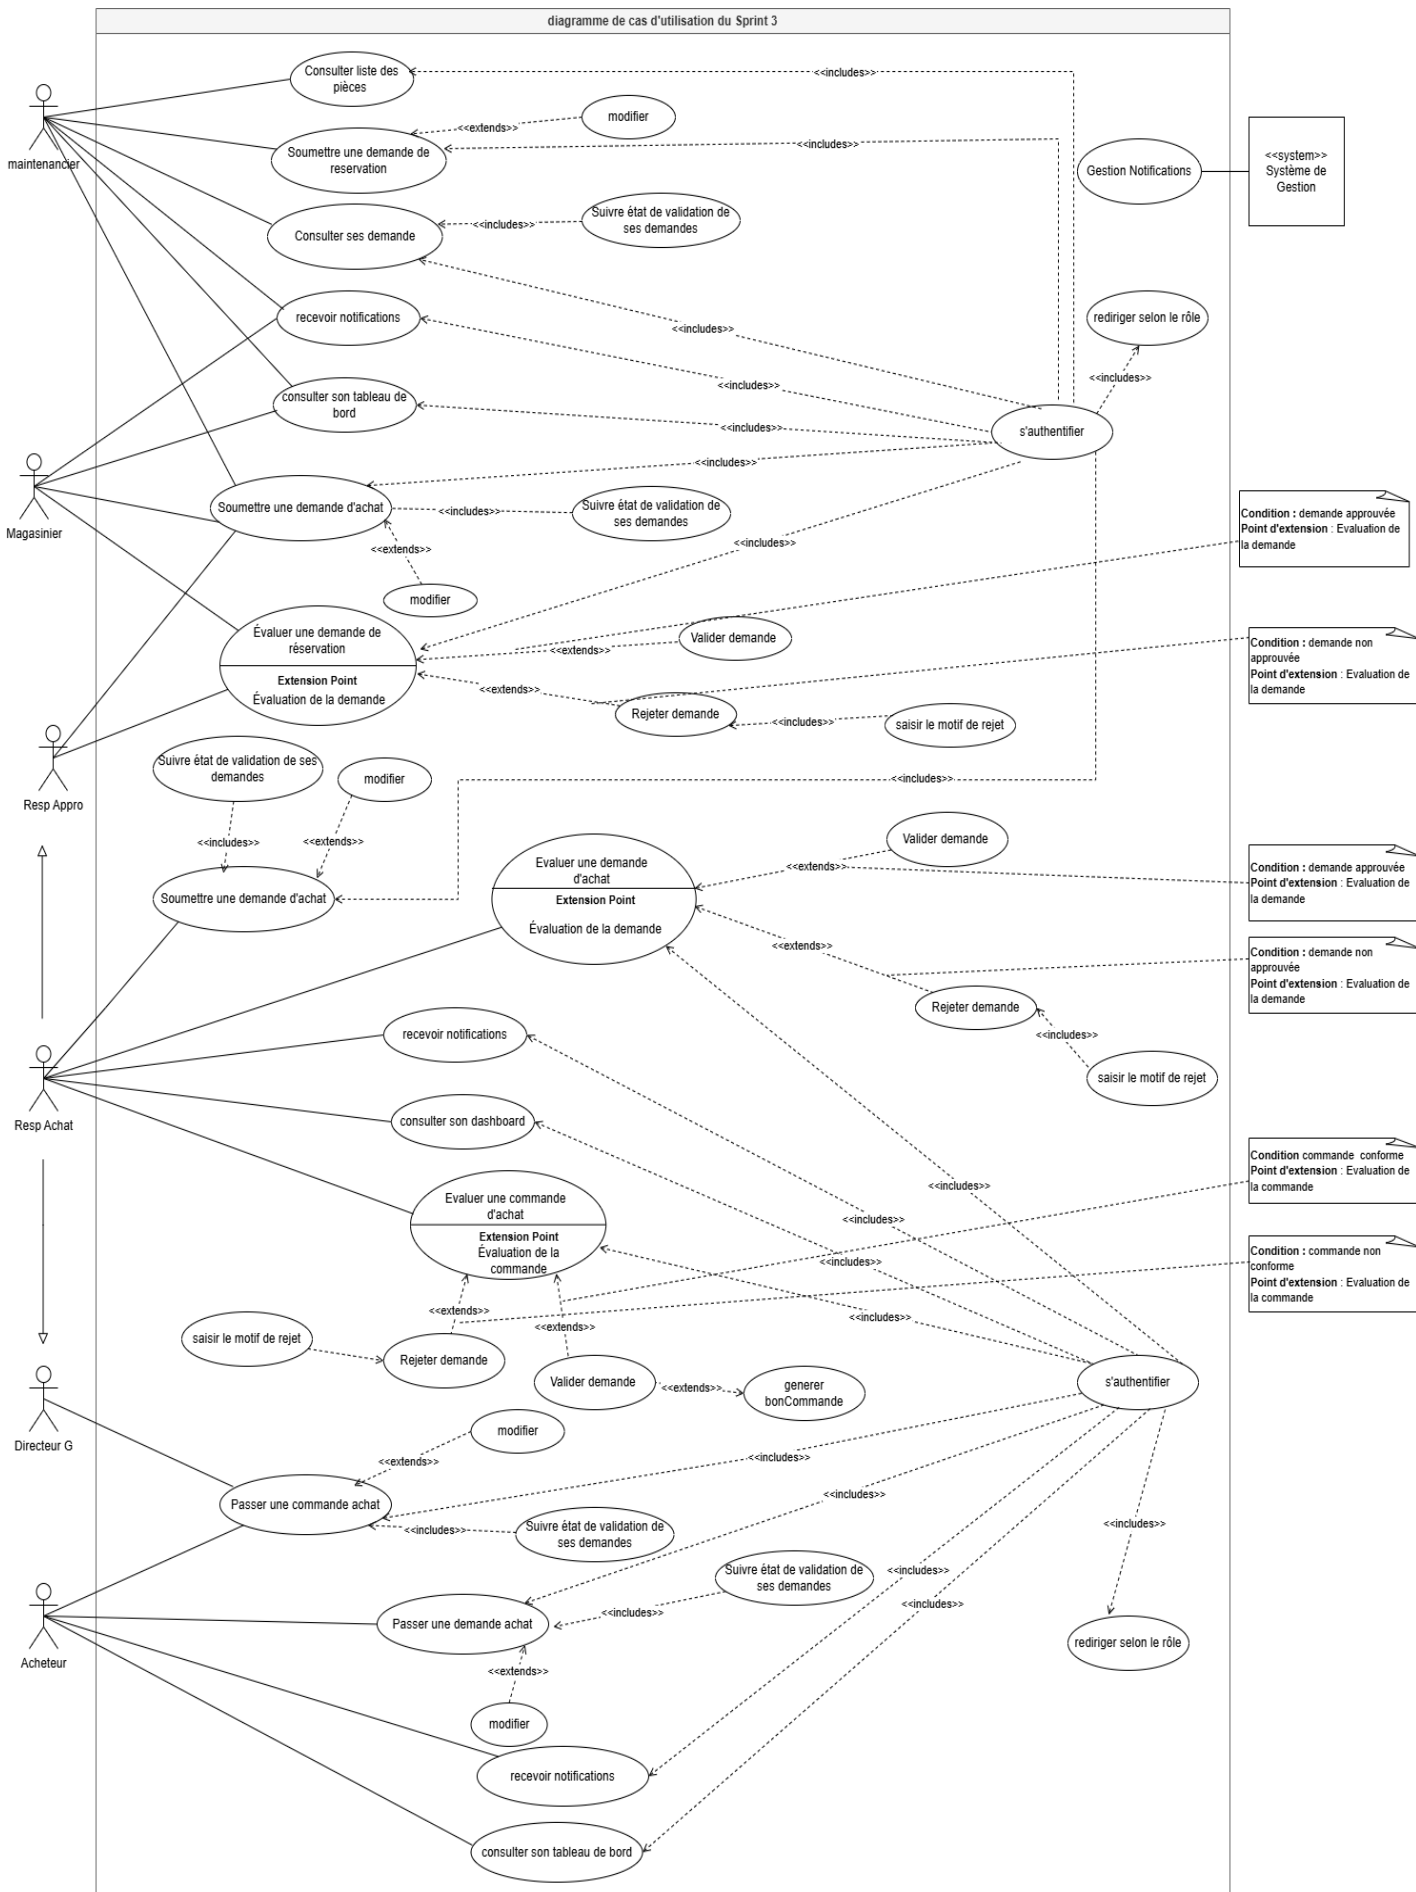 diagramme de cas d'utilisation du Sprint 3
Consulter liste des
pièces
<<includes>>
maintenancier
modifier
<<extends>>
Soumettre une demande de
reservation
<<includes>>
Gestion Notifications
<<system>>
Système de
Gestion
Consulter ses demande
<<includes>>
Suivre état de validation de
ses demandes
recevoir notifications
<<includes>>
rediriger selon le rôle
<<includes>>
<<includes>>
consulter son tableau de
bord
<<includes>>
s'authentifier
Magasinier
<<includes>>
Soumettre une demande d'achat
<<includes>>
Suivre état de validation de
ses demandes
<<extends>>
modifier
<<includes>>
Condition : demande approuvée
Point d'extension : Evaluation de
la demande
Évaluer une demande de
réservation
Extension Point
Évaluation de la demande
Valider demande
<<extends>>
<<extends>>
Rejeter demande
<<includes>>
saisir le motif de rejet
Condition : demande non
approuvée
Point d'extension : Evaluation de
la demande
Resp Appro
Suivre état de validation de ses
demandes
modifier
<<includes>>
<<includes>>
<<extends>>
Soumettre une demande d'achat
Evaluer une demande
d'achat
Extension Point
Évaluation de la demande
Valider demande
<<extends>>
Condition : demande approuvée
Point d'extension : Evaluation de
la demande
<<extends>>
Rejeter demande
Condition : demande non
approuvée
Point d'extension : Evaluation de
la demande
<<includes>>
saisir le motif de rejet
recevoir notifications
Resp Achat
consulter son dashboard
Condition commande conforme
Point d'extension : Evaluation de
la commande
Evaluer une commande
d'achat
Extension Point
Évaluation de la
commande
<<includes>>
<<includes>>
<<includes>>
Condition : commande non
conforme
Point d'extension : Evaluation de
la commande
<<extends>>
<<extends>>
<<includes>>
saisir le motif de rejet
Rejeter demande
Valider demande
<<extends>>
generer
bonCommande
s'authentifier
Directeur G
modifier
<<extends>>
<<includes>>
Passer une commande achat
<<includes>>
Suivre état de validation de
ses demandes
<<includes>>
<<includes>>
Acheteur
Passer une demande achat
<<includes>>
Suivre état de validation de
ses demandes
<<includes>>
<<includes>>
rediriger selon le rôle
<<extends>>
modifier
recevoir notifications
consulter son tableau de bord